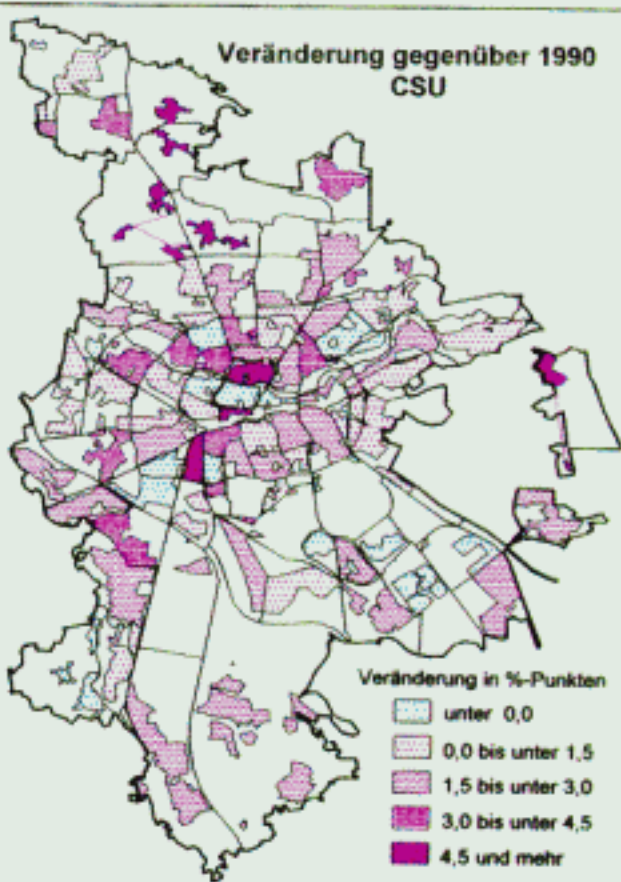 Veränderung gegenüber 1990
CSU
Veränderung in %-Punkten
unter 0,0
0,0 bis unter 1,5
1,5 bis unter 3,0
3,0 bis unter 4,5
4,5 und mehr